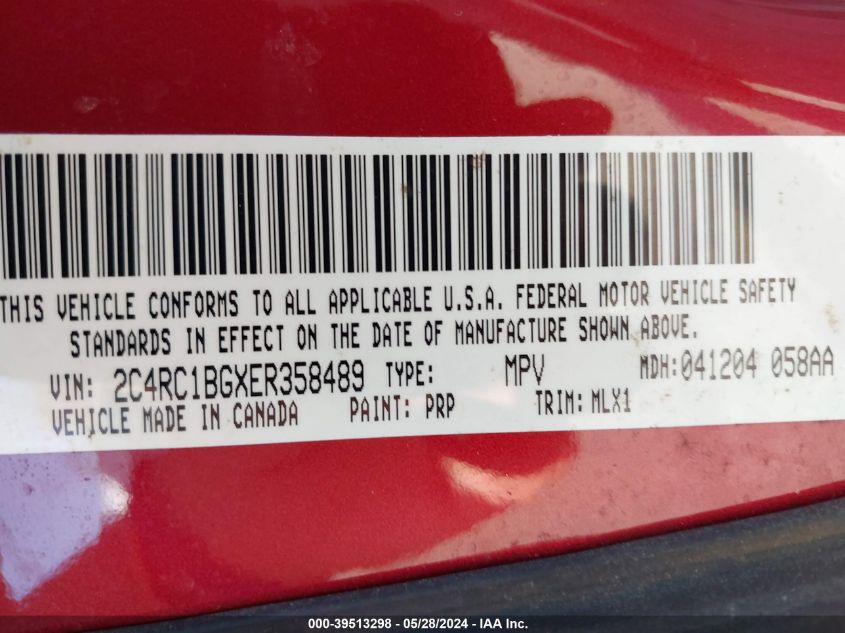 THIS VEHICLE CONFORMS TO ALL APPLICABLE U.S.A. FEDERAL MOTOR VEHICLE SAFETY
STANDARDS IN EFFECT ON THE DATE OF MANUFACTURE SHOWN ABOVE.
VIN: 2C4RC1BGXER358489 TYPE: MPV MDH:041204 058AA
VEHICLE MADE IN CANADA PAINT: PRP TRIM: MLX1
000-39513298 - 05/28/2024 - IAA Inc.